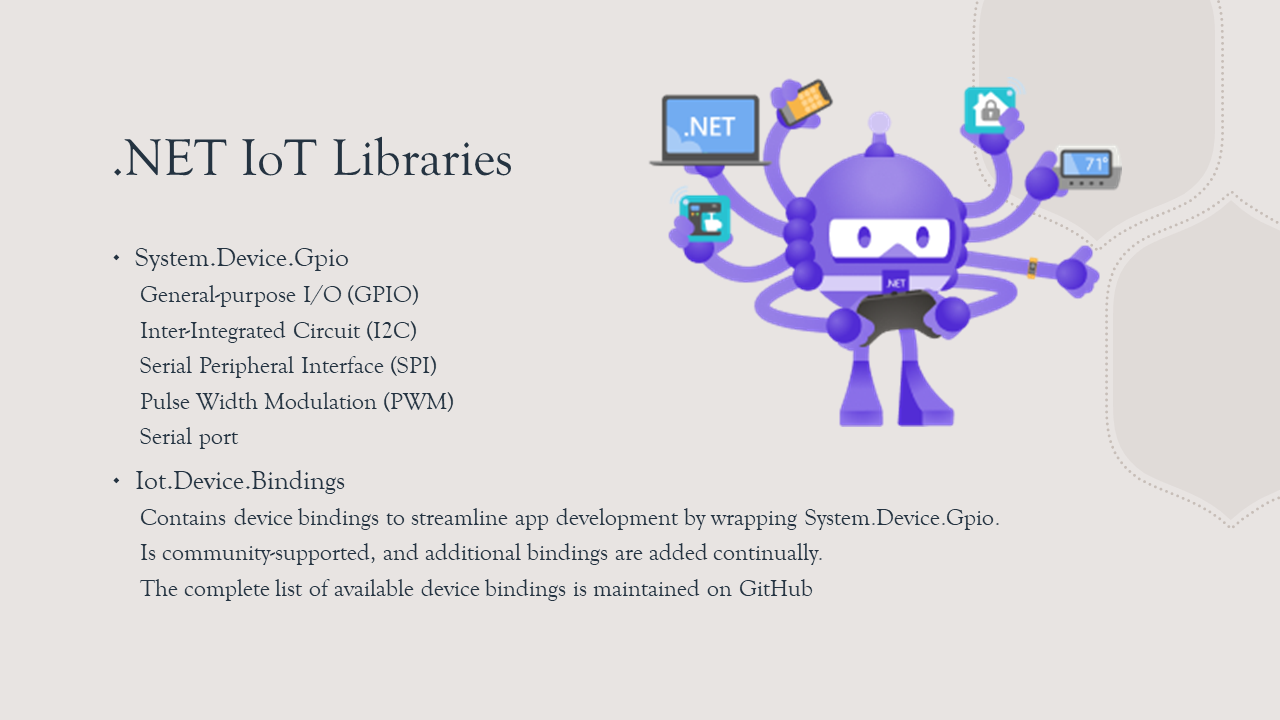 .NET IoT Libraries
.NET
71°
.NET
• System.Device.Gpio
General-purpose I/O (GPIO)
Inter-Integrated Circuit (I2C)
Serial Peripheral Interface (SPI)
Pulse Width Modulation (PWM)
Serial port
• Iot.Device.Bindings
Contains device bindings to streamline app development by wrapping System.Device.Gpio.
Is community-supported, and additional bindings are added continually.
The complete list of available device bindings is maintained on GitHub